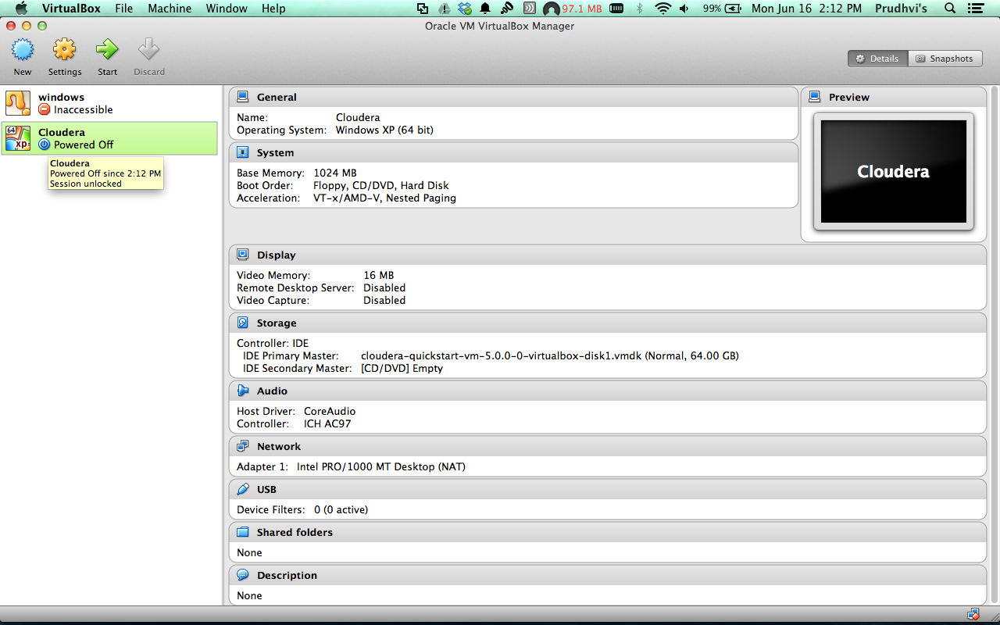 VirtualBox File Machine Window Help 97.1 MB 99% Mon Jun 16 2:12 PM Prudhvi's
Oracle VM VirtualBox Manager
New Settings Start Discard Details Snapshots
windows
Inaccessible
64
XP
Cloudera
Powered Off
Cloudera
Powered Off since 2:12 PM
Session unlocked
General
Name: Cloudera
Operating System: Windows XP (64 bit)
System
Base Memory: 1024 MB
Boot Order: Floppy, CD/DVD, Hard Disk
Acceleration: VT-x/AMD-V, Nested Paging
Preview
Cloudera
Display
Video Memory: 16 MB
Remote Desktop Server: Disabled
Video Capture: Disabled
Storage
Controller: IDE
IDE Primary Master: cloudera-quickstart-vm-5.0.0-0-virtualbox-disk1.vmdk (Normal, 64.00 GB)
IDE Secondary Master: [CD/DVD] Empty
Audio
Host Driver: CoreAudio
Controller: ICH AC97
Network
Adapter 1: Intel PRO/1000 MT Desktop (NAT)
USB
Device Filters: 0 (0 active)
Shared folders
None
Description
None